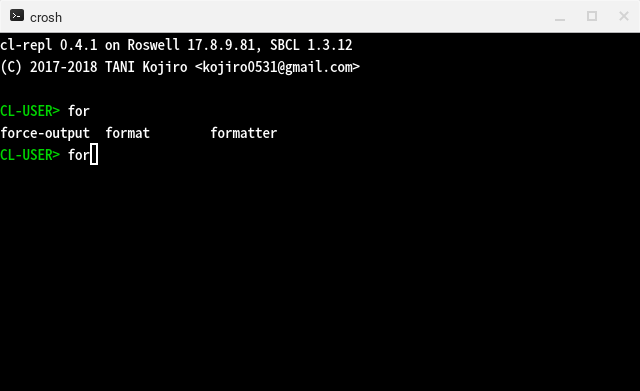 crosh
cl-repl 0.4.1 on Roswell 17.8.9.81, SBCL 1.3.12
(C) 2017-2018 TANI Kojiro <kojiro0531@gmail.com>
CL-USER> for
force-output  format        formatter
CL-USER> for